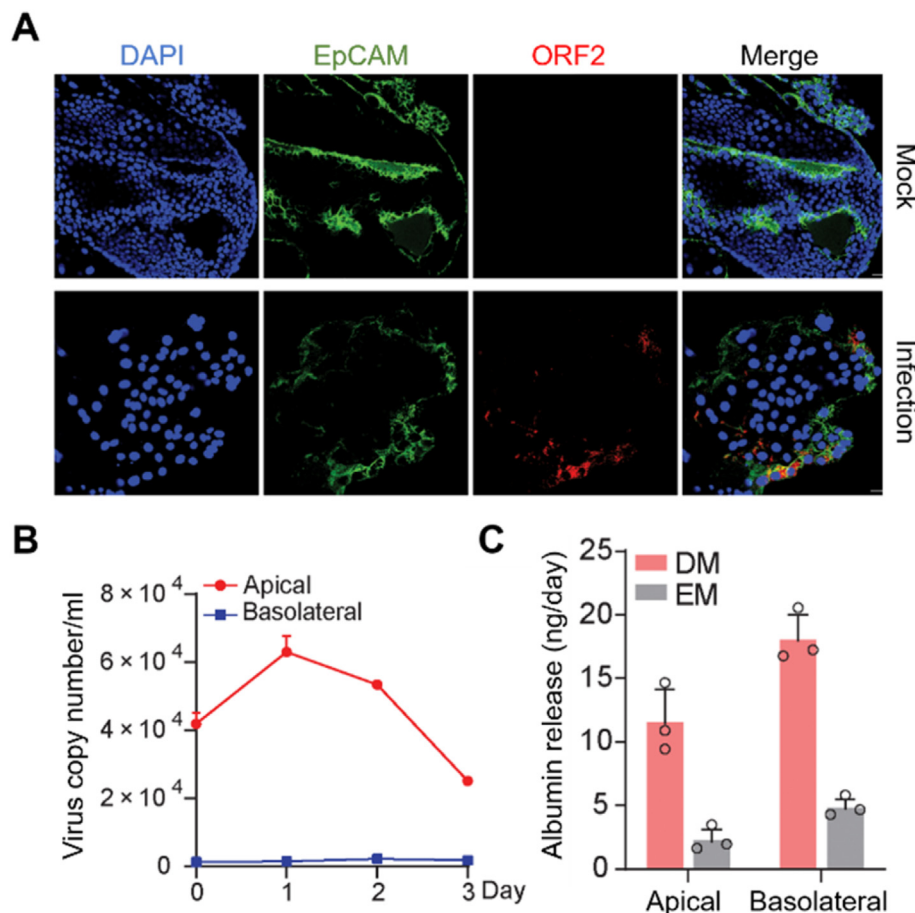 A
DAPI EpCAM ORF2 Merge
Mock
Infection
B
Virus copy number/ml
8 × 10 4
6 × 10 4
4 × 10 4
2 × 10 4
0
Apical
Basolateral
0 1 2 3 Day
C
Albumin release (ng/day)
25
20
15
10
5
0
DM
EM
Apical Basolateral